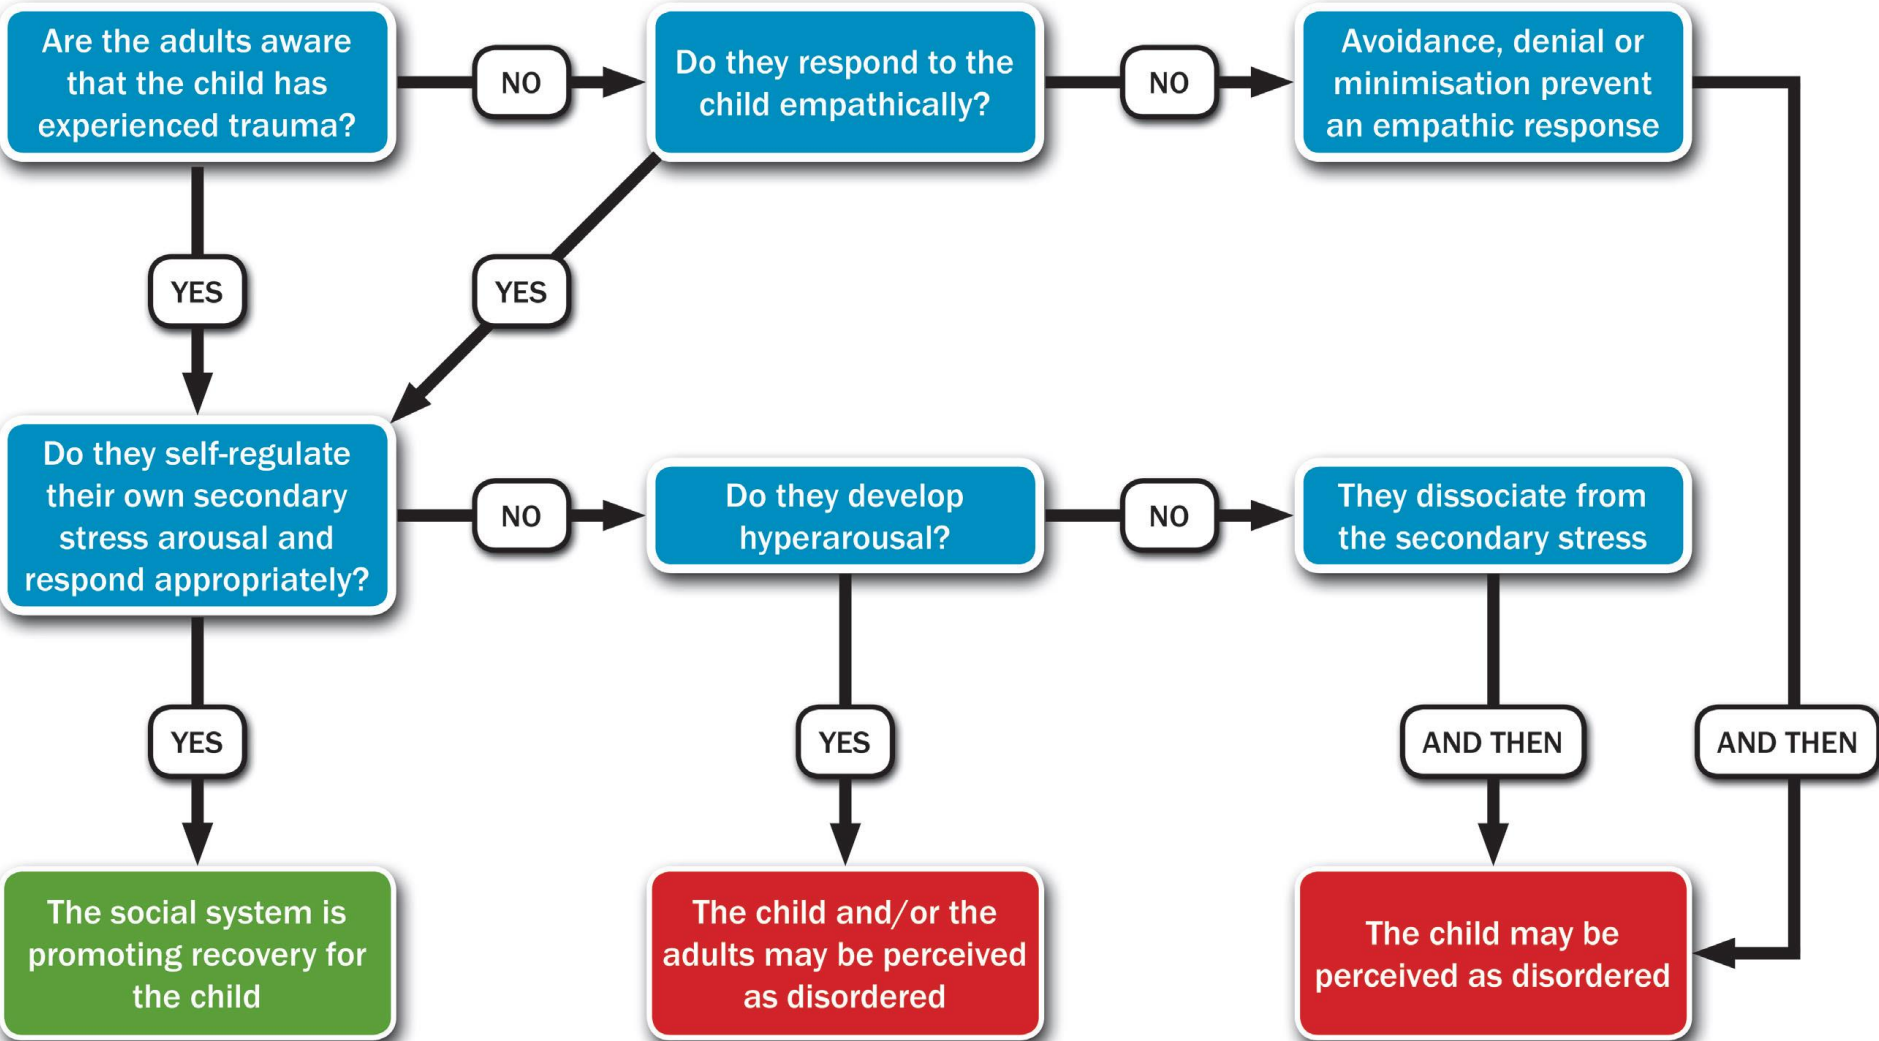 Are the adults aware
that the child has
experienced trauma?
NO
Do they respond to the
child empathically?
NO
Avoidance, denial or
minimisation prevent
an empathic response
YES
YES
Do they self-regulate
their own secondary
stress arousal and
respond appropriately?
NO
Do they develop
hyperarousal?
NO
They dissociate from
the secondary stress
YES
YES
AND THEN
AND THEN
The social system is
promoting recovery for
the child
The child and/or the
adults may be perceived
as disordered
The child may be
perceived as disordered